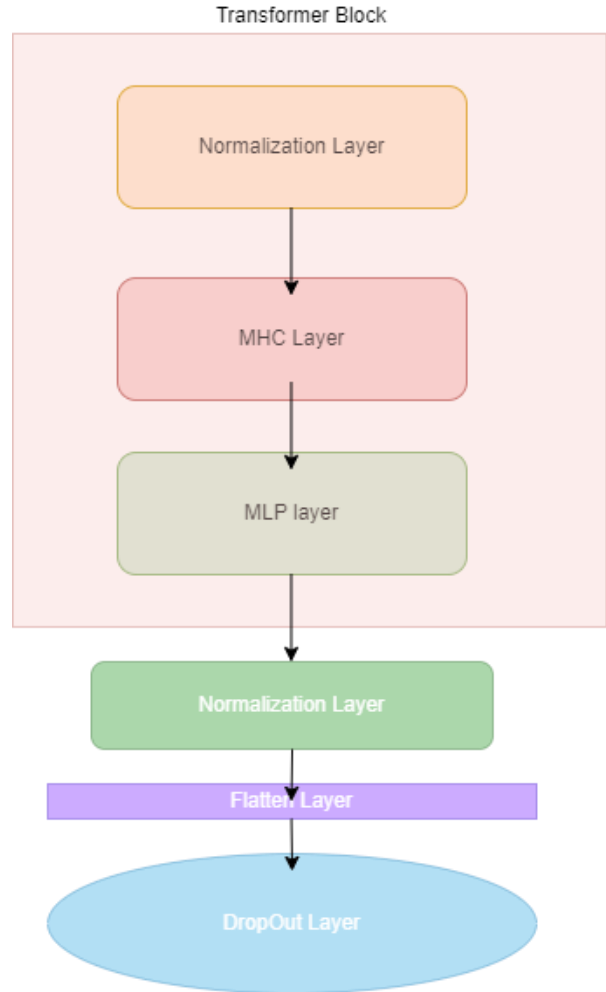 Transformer Block
Normalization Layer
MHC Layer
MLP layer
Normalization Layer
Flatten Layer
DropOut Layer